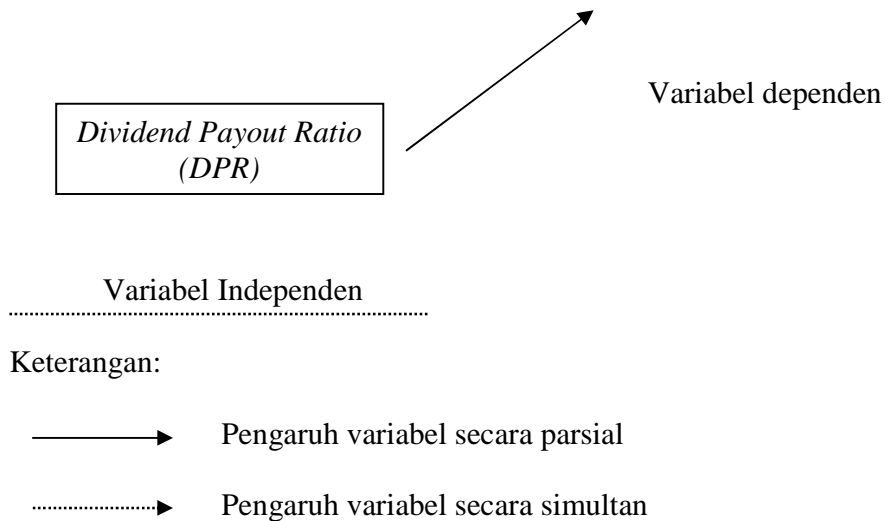 Variabel dependen
Dividend Payout Ratio
(DPR)
Variabel Independen
Keterangan:
Pengaruh variabel secara parsial
Pengaruh variabel secara simultan